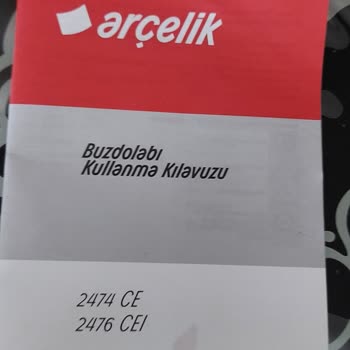 arçelik
Buzdolabı
Kullanma Kılavuzu
2474 CE
2476 CEI